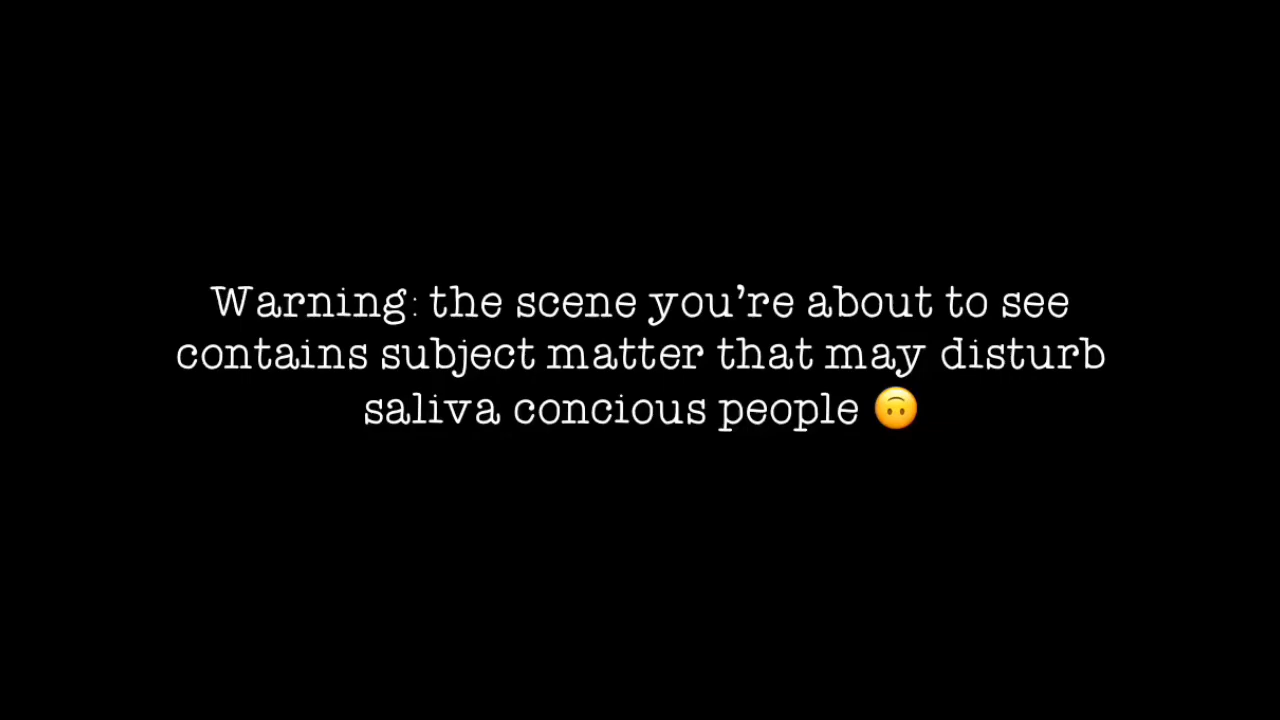 Warning: the scene you’re about to see
contains subject matter that may disturb
saliva concious people 🙃